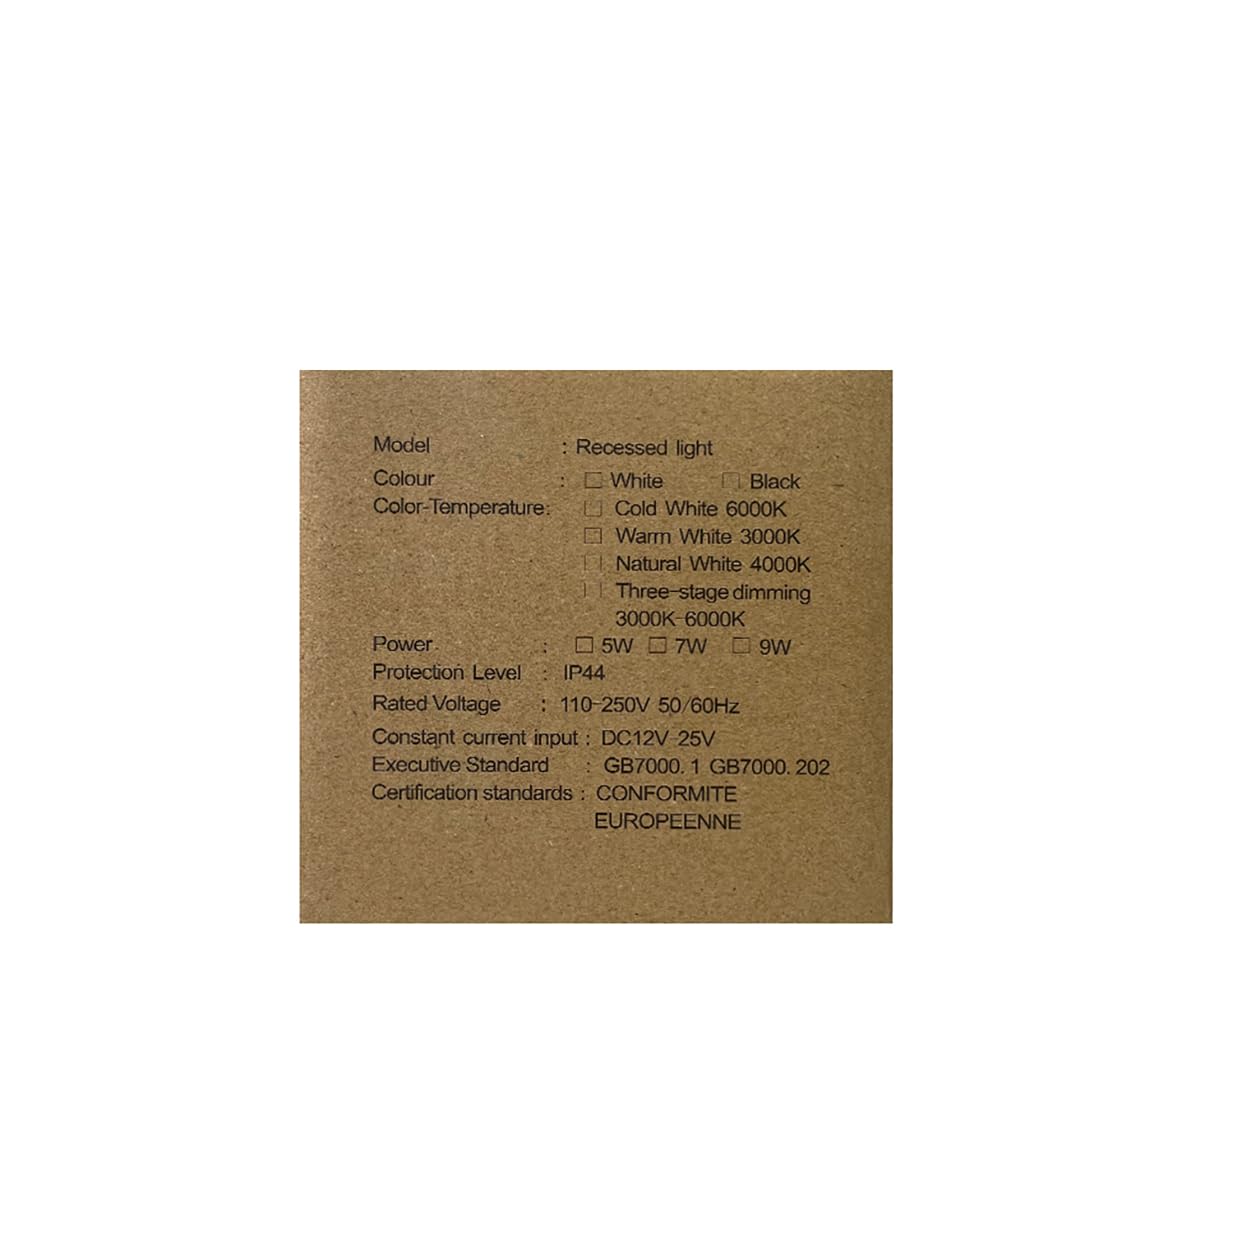 Model : Recessed light
Colour : □ White □ Black
Color-Temperature: □ Cold White 6000K
□ Warm White 3000K
□ Natural White 4000K
□ Three-stage dimming
3000K-6000K
Power : □ 5W □ 7W □ 9W
Protection Level : IP44
Rated Voltage : 110-250V 50/60Hz
Constant current input : DC12V-25V
Executive Standard : GB7000.1 GB7000.202
Certification standards : CONFORMITE
EUROPEENNE